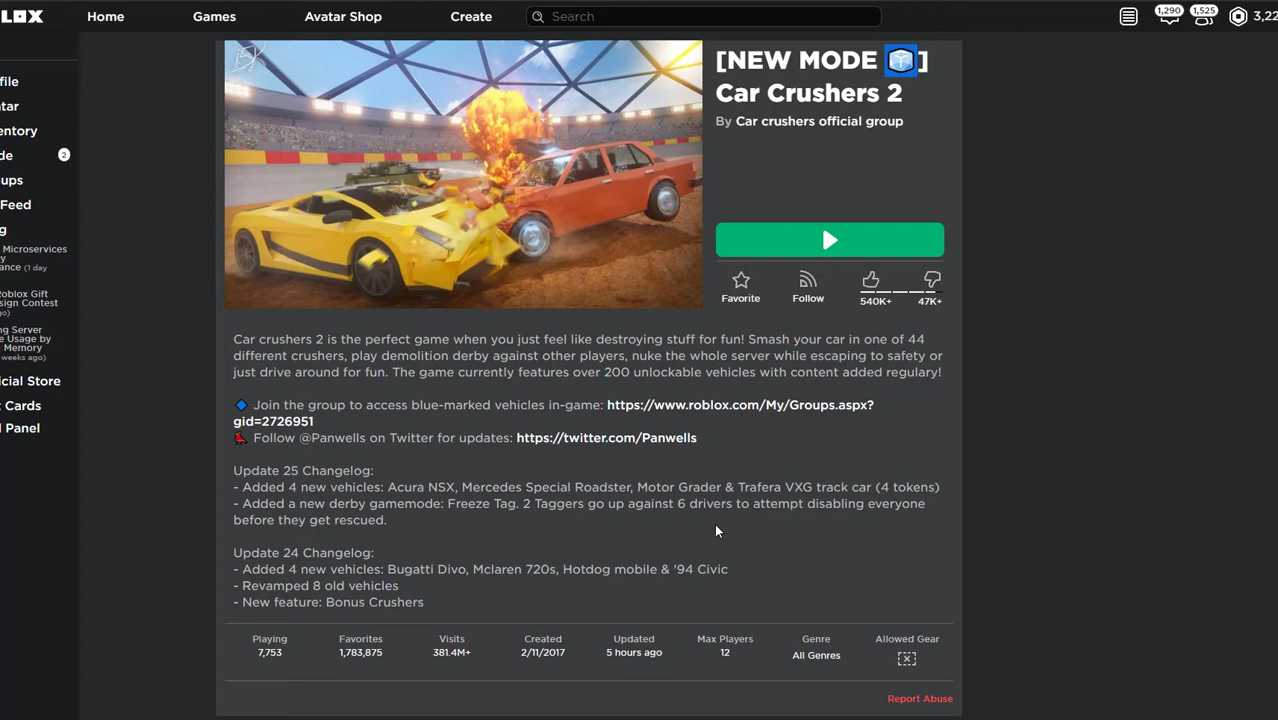 LOX
Home
Games
Avatar Shop
Create
Search
1,290
1,525
3,22
file
atar
entory
de
2
oups
Feed
g
Microservices
y
ance (1 day
Roblox Gift
sign Contest
go)
ng Server
e Usage by
Memory
weeks ago)
icial Store
t Cards
l Panel
[NEW MODE 🧊]
Car Crushers 2
By Car crushers official group
Favorite
Follow
540K+
47K+
Car crushers 2 is the perfect game when you just feel like destroying stuff for fun! Smash your car in one of 44
different crushers, play demolition derby against other players, nuke the whole server while escaping to safety or
just drive around for fun. The game currently features over 200 unlockable vehicles with content added regulary!
🔷 Join the group to access blue-marked vehicles in-game: https://www.roblox.com/My/Groups.aspx?
gid=2726951
🐦 Follow @Panwells on Twitter for updates: https://twitter.com/Panwells
Update 25 Changelog:
- Added 4 new vehicles: Acura NSX, Mercedes Special Roadster, Motor Grader & Trafera VXG track car (4 tokens)
- Added a new derby gamemode: Freeze Tag. 2 Taggers go up against 6 drivers to attempt disabling everyone
before they get rescued.
Update 24 Changelog:
- Added 4 new vehicles: Bugatti Divo, Mclaren 720s, Hotdog mobile & '94 Civic
- Revamped 8 old vehicles
- New feature: Bonus Crushers
Playing
Favorites
Visits
Created
Updated
Max Players
Genre
Allowed Gear
7,753
1,783,875
381.4M+
2/11/2017
5 hours ago
12
All Genres
Report Abuse